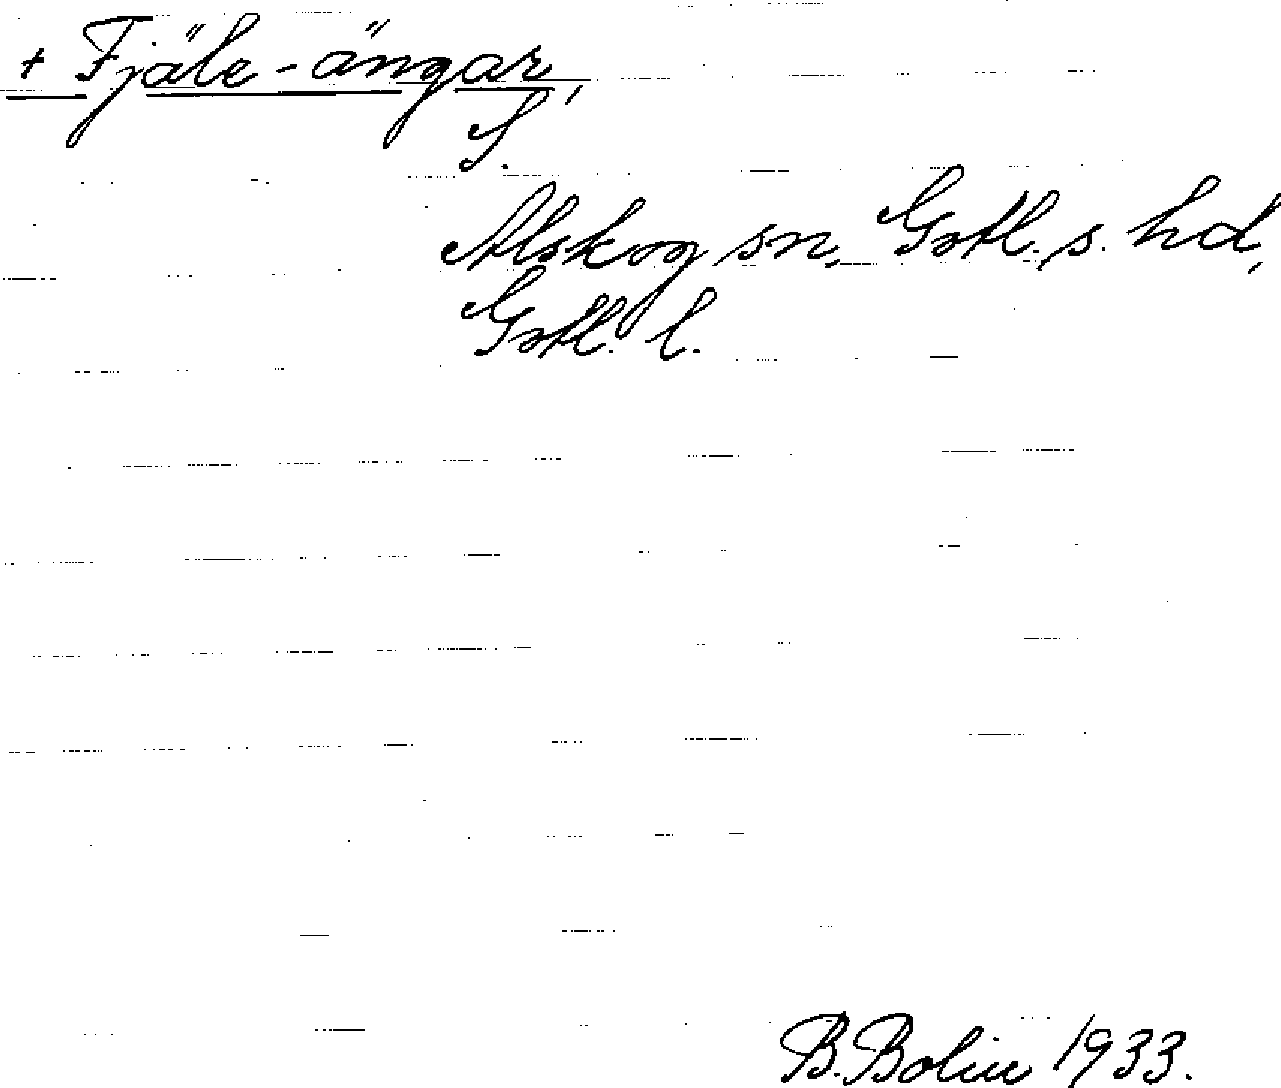 + Fjäle-ängar,
S.
Alskog sn, Gotl. s. hd,
Gotl. l.
B. Bolin 1933.